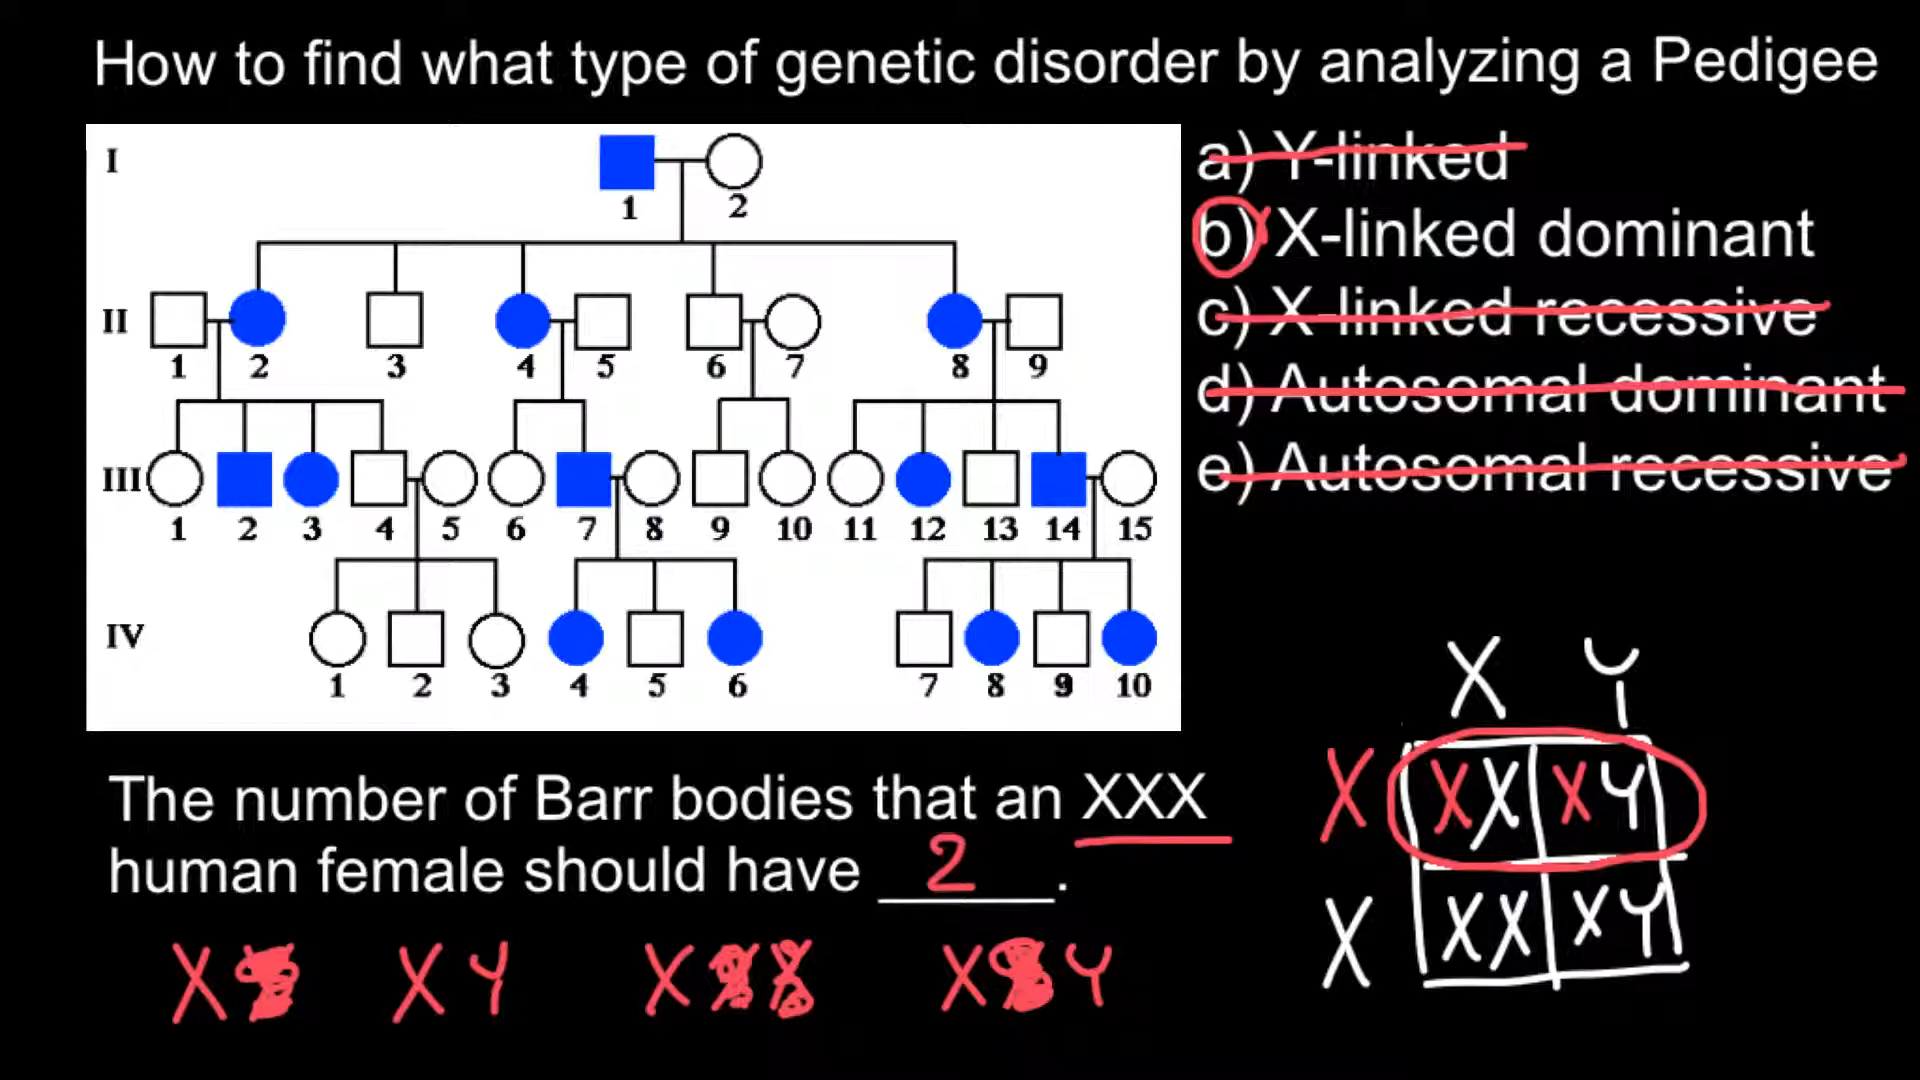 How to find what type of genetic disorder by analyzing a Pedigee
I
1 2
II
1 2 3 4 5 6 7 8 9
III
1 2 3 4 5 6 7 8 9 10 11 12 13 14 15
IV
1 2 3 4 5 6 7 8 9 10
a) Y-linked
b) X-linked dominant
c) X-linked recessive
d) Autosomal dominant
e) Autosomal recessive
The number of Barr bodies that an XXX
human female should have 2.
X X XY X X X X X Y
X Y
X XX XY
X XX XY